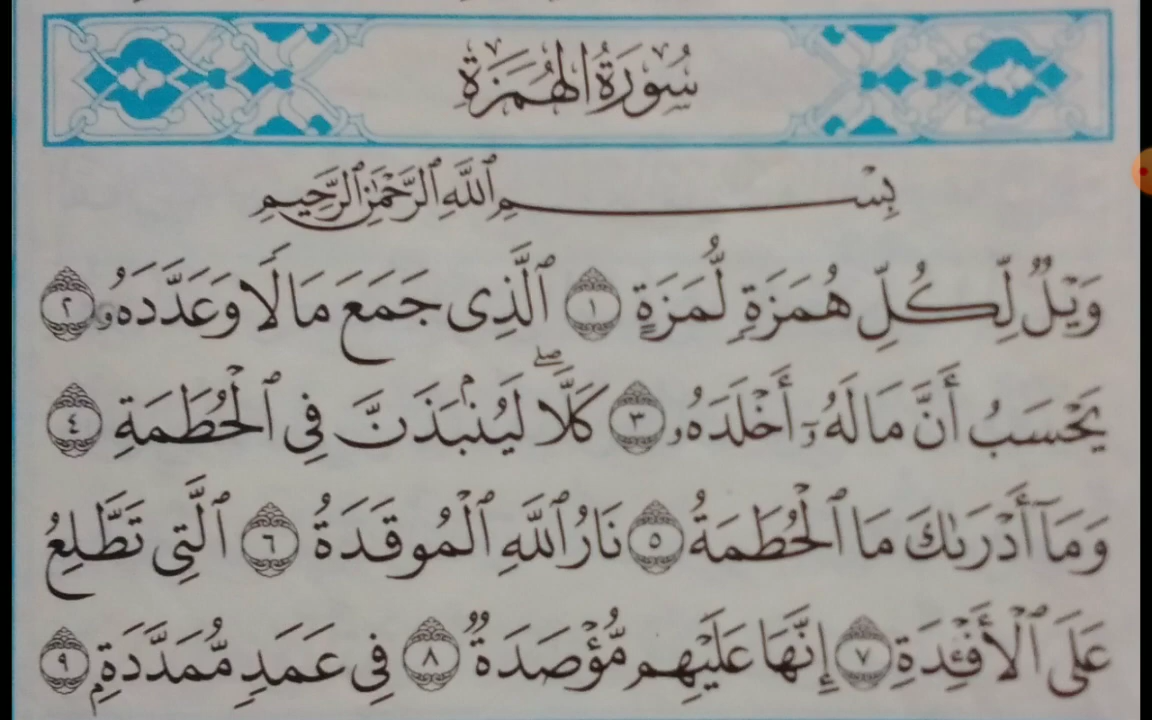 سُورَةُ الْهُمَزَةِ
بِسْمِ ٱللَّهِ ٱلرَّحْمَٰنِ ٱلرَّحِيمِ
وَيْلٌ لِّكُلِّ هُمَزَةٍ لُّمَزَةٍ ١ ٱلَّذِى جَمَعَ مَالًا وَعَدَّدَهُۥ ٢
يَحْسَبُ أَنَّ مَالَهُۥٓ أَخْلَدَهُۥ ٣ كَلَّاۖ لَيُنۢبَذَنَّ فِى ٱلْحُطَمَةِ ٤
وَمَآ أَدْرَىٰكَ مَا ٱلْحُطَمَةُ ٥ نَارُ ٱللَّهِ ٱلْمُوقَدَةُ ٦ ٱلَّتِى تَطَّلِعُ
عَلَى ٱلْأَفْـِٔدَةِ ٧ إِنَّهَا عَلَيْهِم مُّؤْصَدَةٌ ٨ فِى عَمَدٍ مُّمَدَّدَةٍۭ ٩